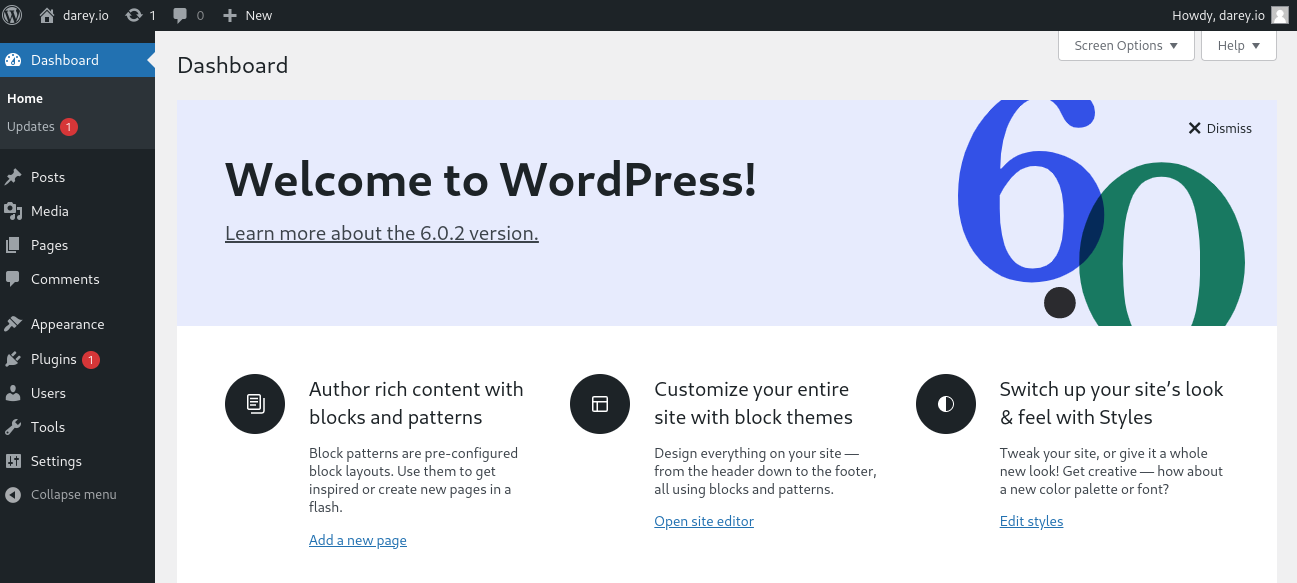 darey.io 1 0 New Howdy, darey.io
Dashboard
Home
Updates 1
Posts
Media
Pages
Comments
Appearance
Plugins 1
Users
Tools
Settings
Collapse menu
Screen Options Help
Dashboard
Dismiss
Welcome to WordPress!
Learn more about the 6.0.2 version.
6.0
Author rich content with
blocks and patterns
Block patterns are pre-configured
block layouts. Use them to get
inspired or create new pages in a
flash.
Add a new page
Customize your entire
site with block themes
Design everything on your site —
from the header down to the footer,
all using blocks and patterns.
Open site editor
Switch up your site’s look
& feel with Styles
Tweak your site, or give it a whole
new look! Get creative — how about
a new color palette or font?
Edit styles